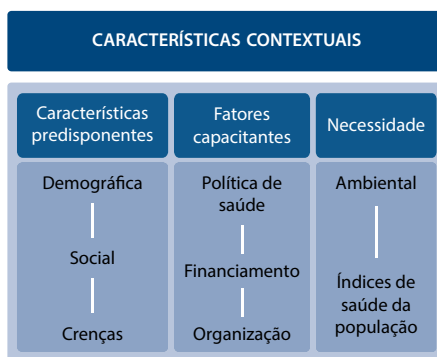 CARACTERÍSTICAS CONTEXTUAIS
Características
predisponentes
Demográfica
Social
Crenças
Fatores
capacitantes
Política de
saúde
Financiamento
Organização
Necessidade
Ambiental
Índices de
saúde da
população